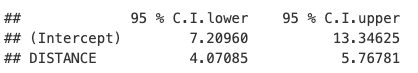 ##             95 % C.I.lower    95 % C.I.upper
## (Intercept)        7.20960          13.34625
## DISTANCE           4.07085           5.76781